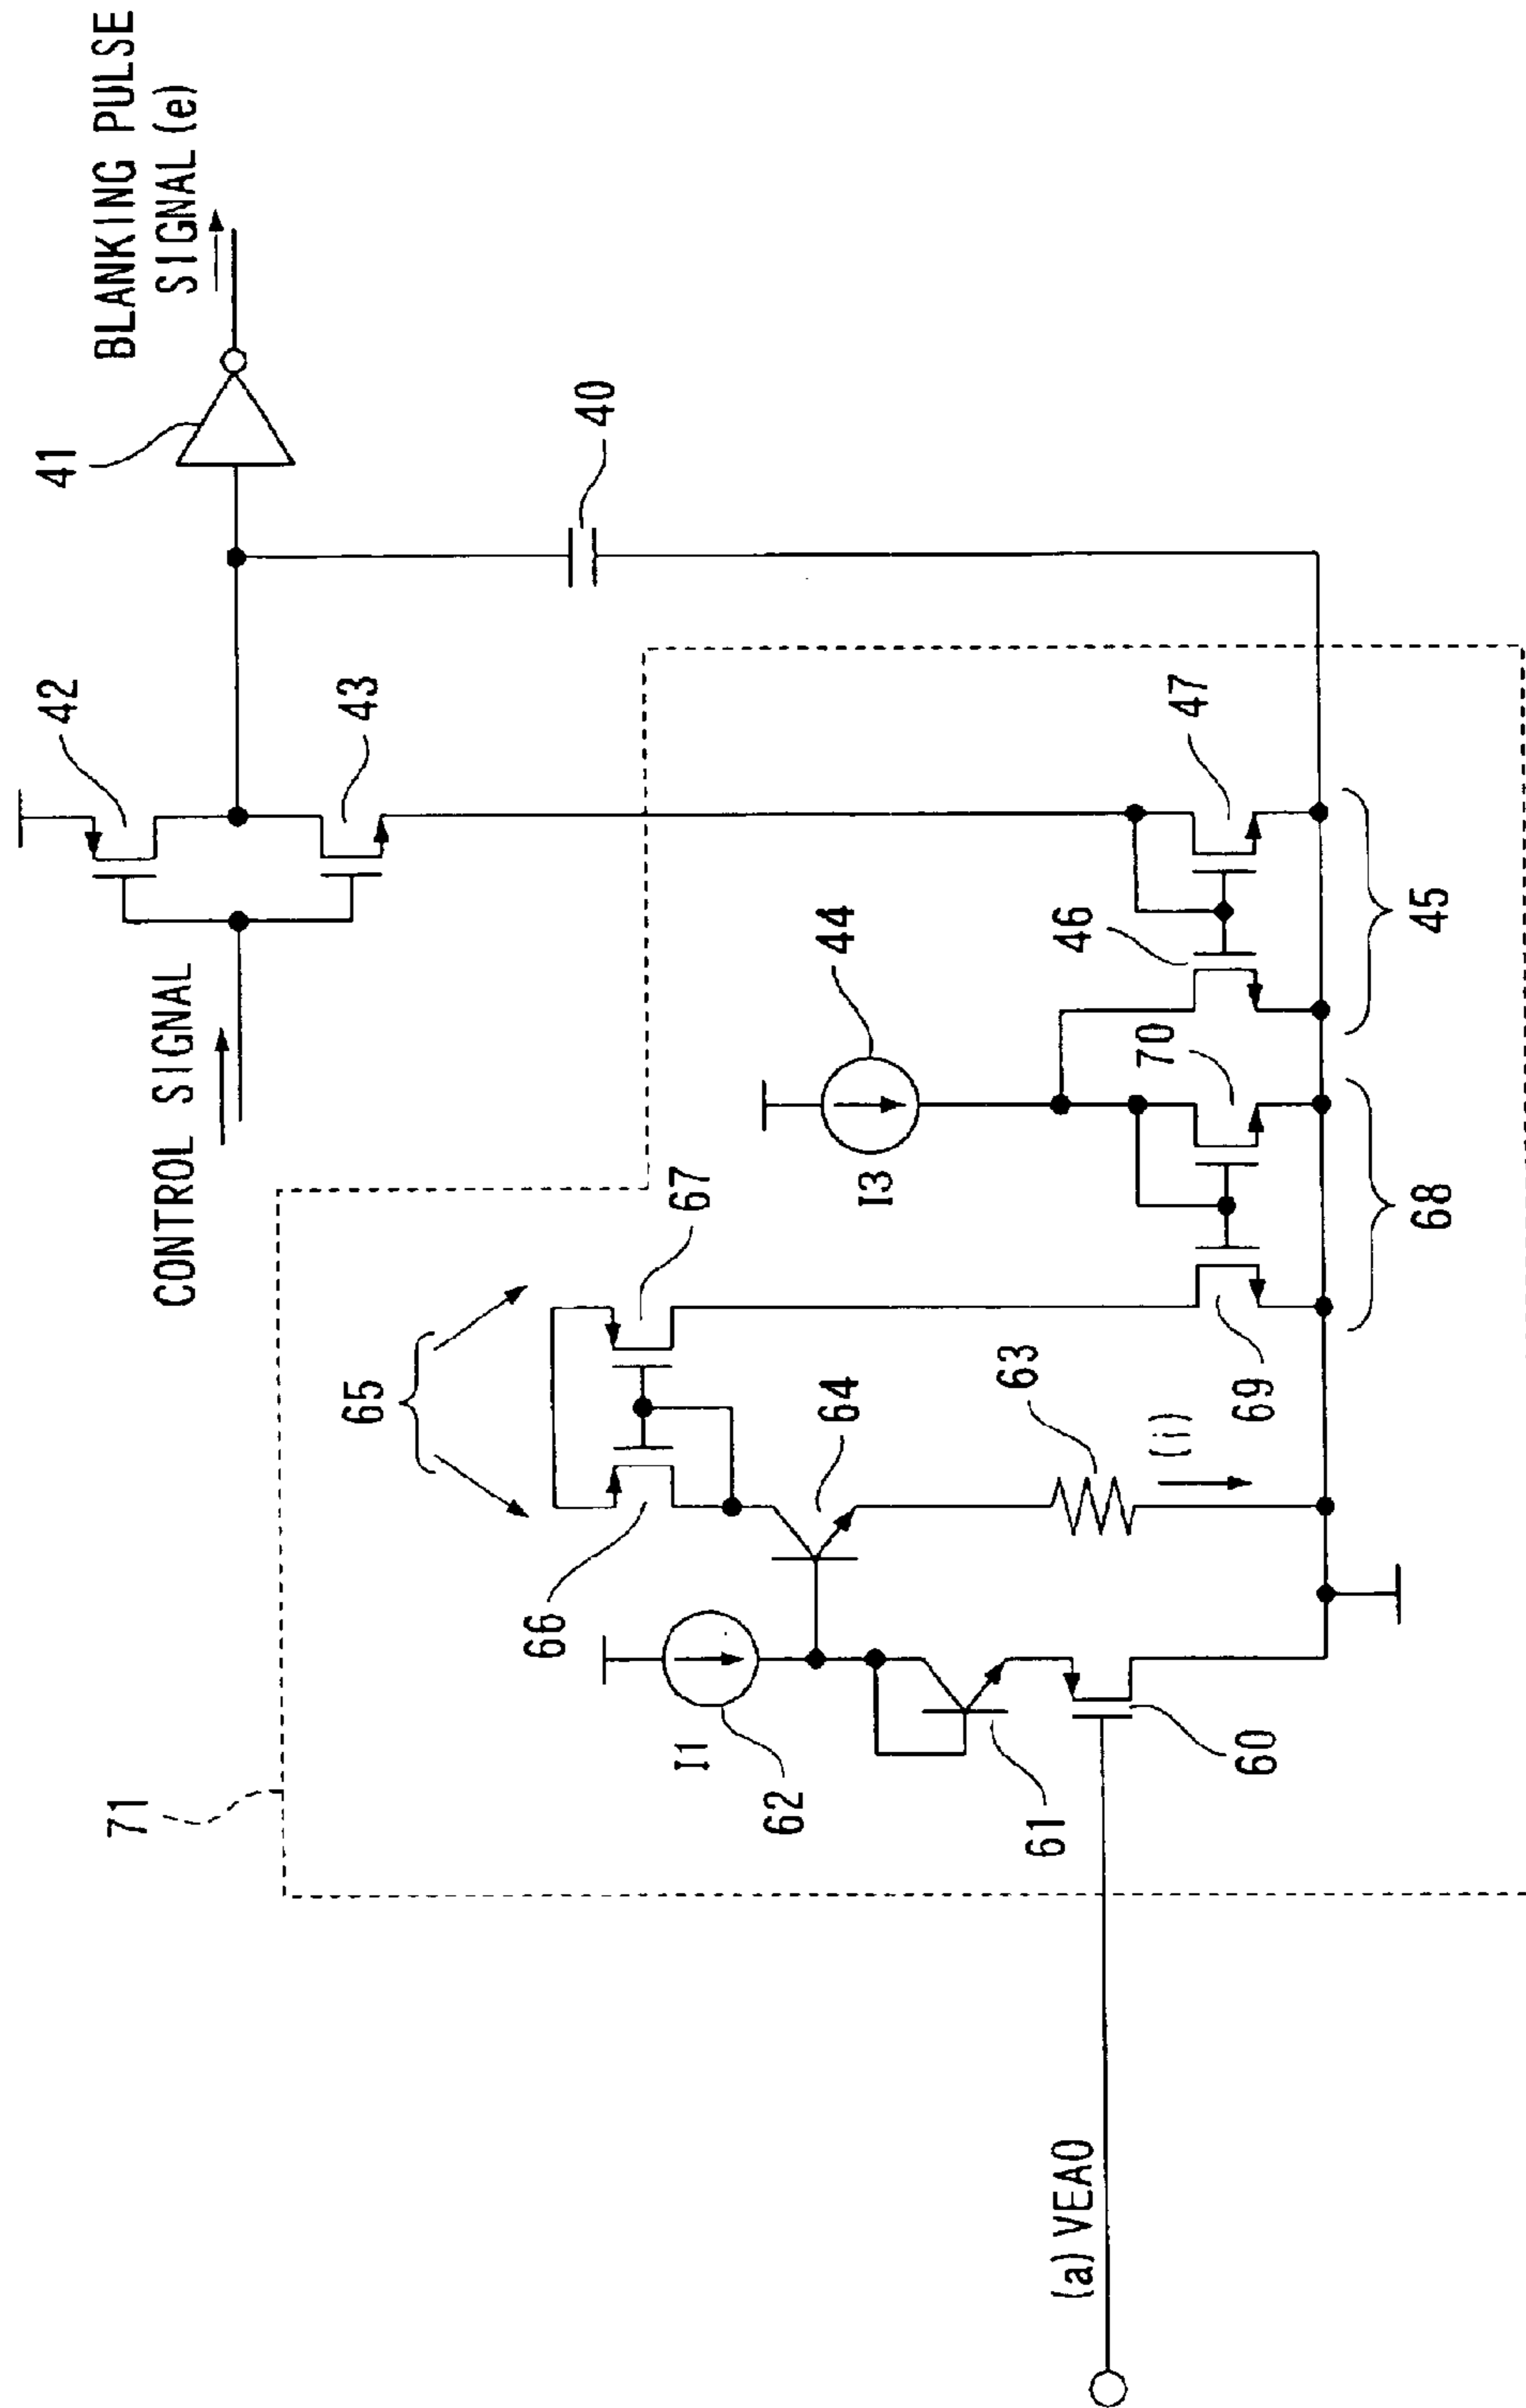 BLANKING PULSE
SIGNAL(e)
41
40
42
43
CONTROL SIGNAL
44
I3
46
47
45
70
68
65
67
66
64
63
(i)
69
71
I1
62
61
60
(a) VEAO